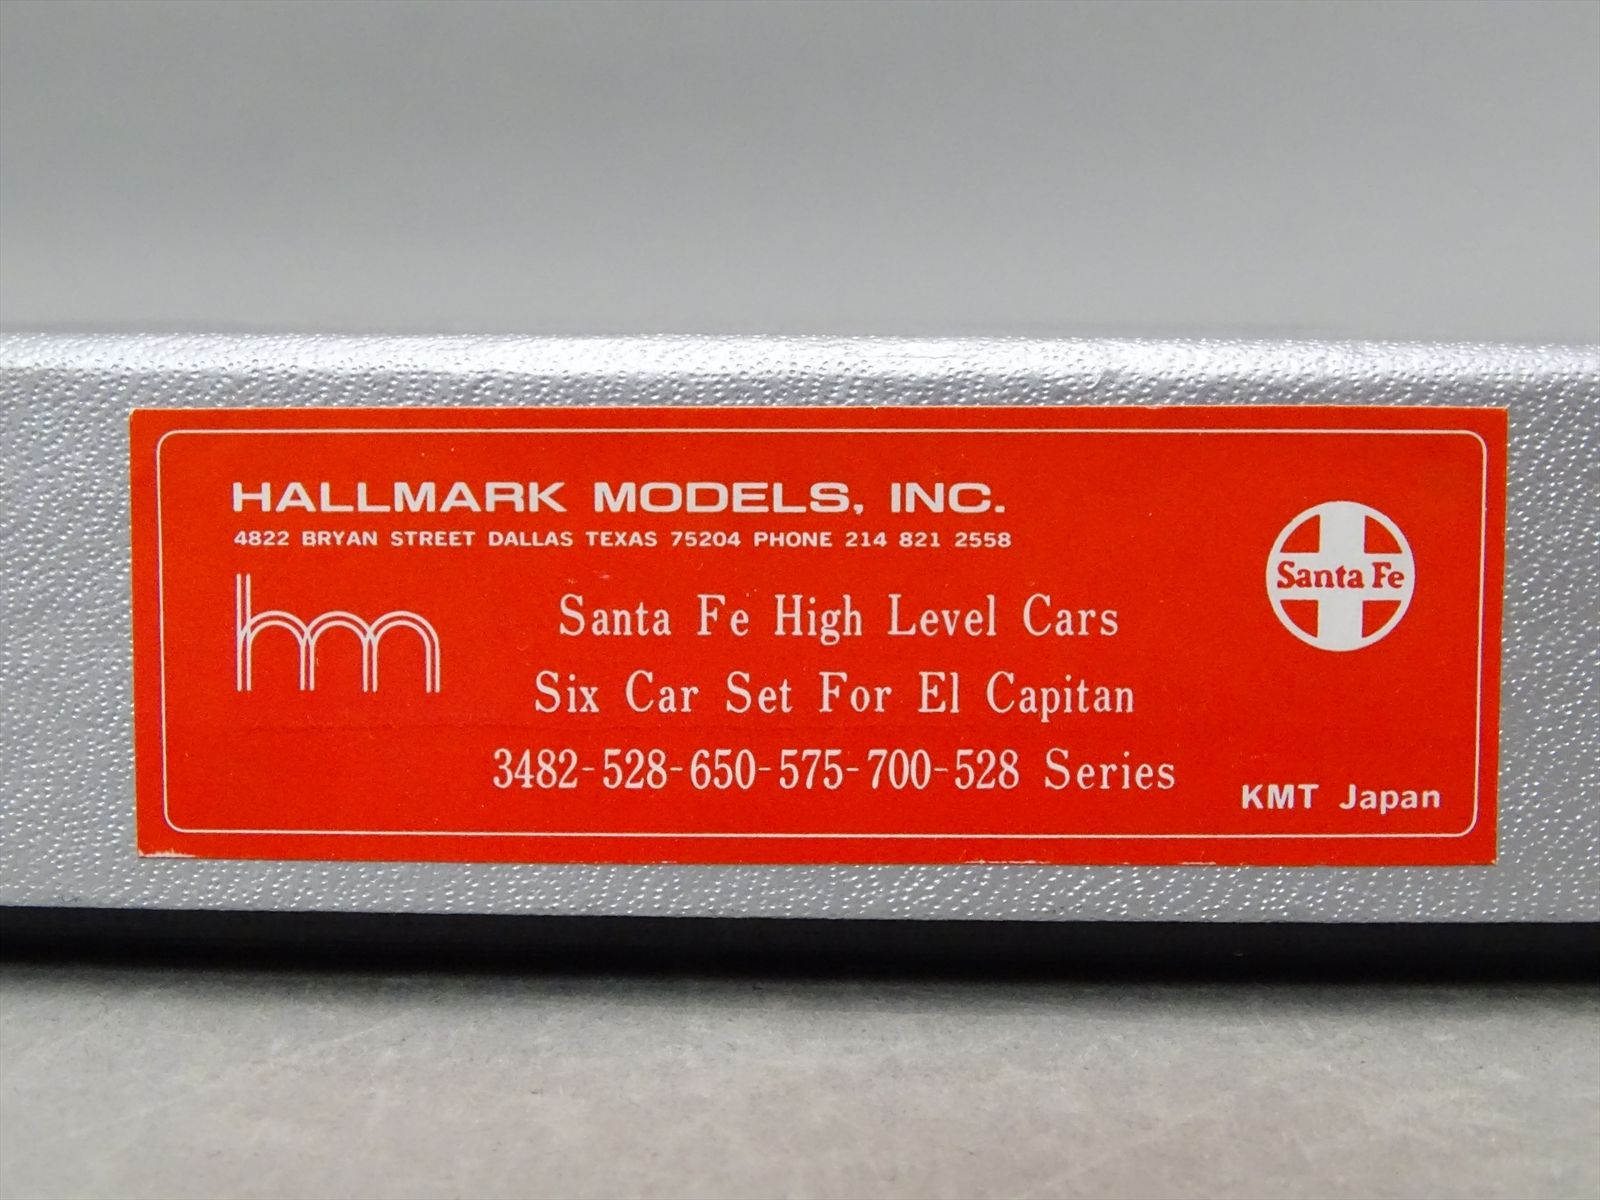 HALLMARK MODELS, INC.
4822 BRYAN STREET DALLAS TEXAS 75204 PHONE 214 821 2558
hm
Santa Fe
Santa Fe High Level Cars
Six Car Set For El Capitan
3482-528-650-575-700-528 Series
KMT Japan